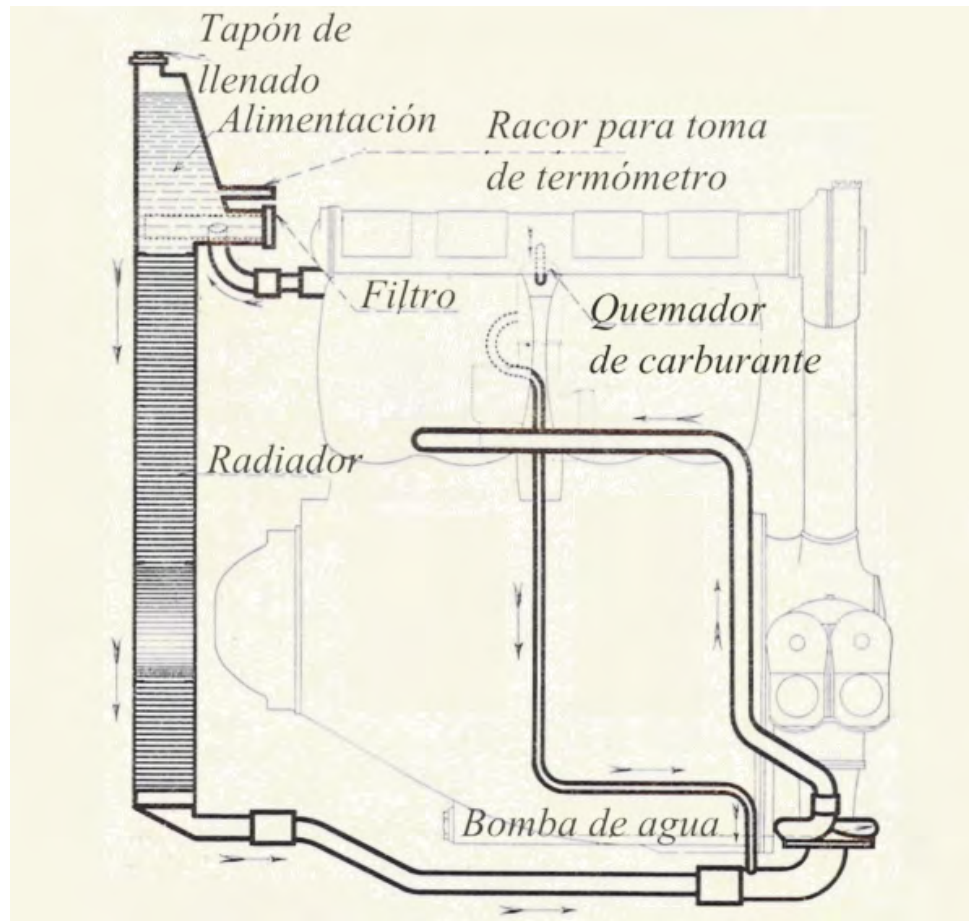 Tapón de
llenado
Alimentación
Racor para toma
de termómetro
Filtro
Quemador
de carburante
Radiador
Bomba de agua